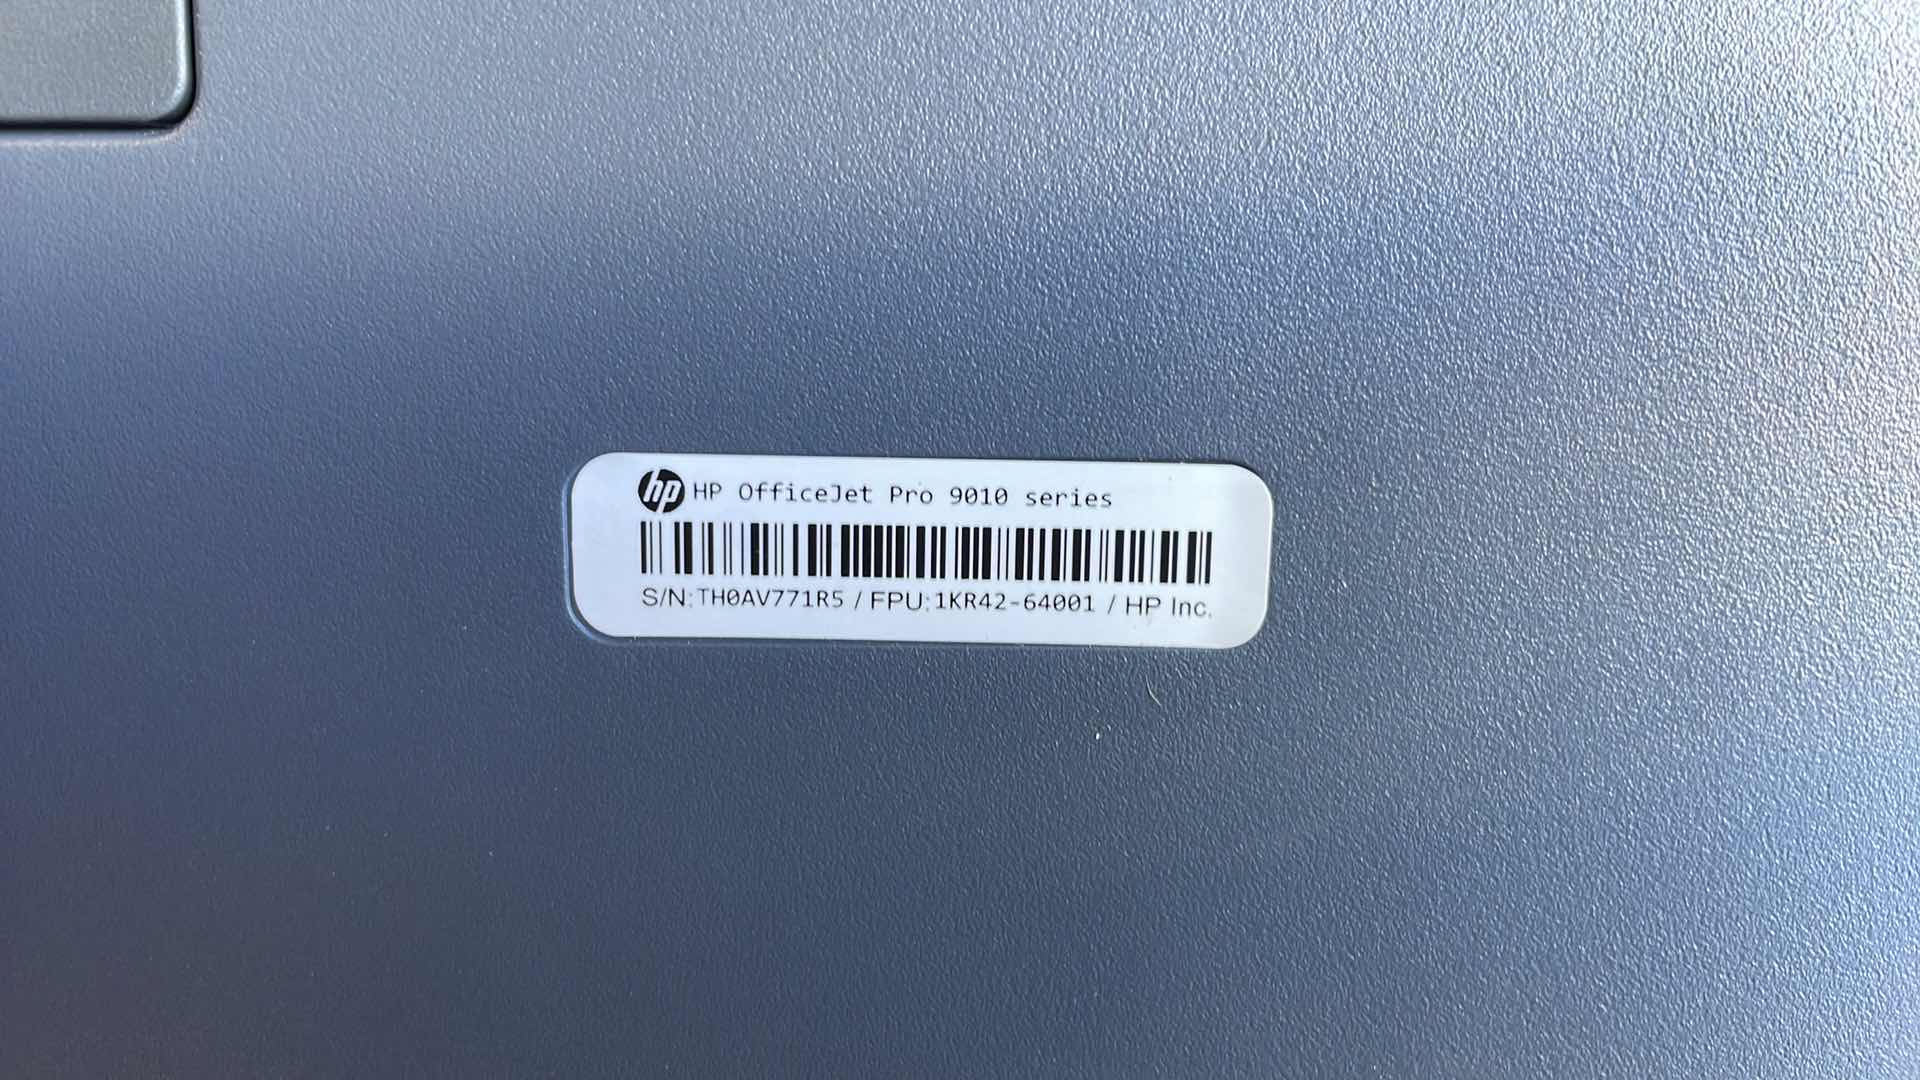 hp HP OfficeJet Pro 9010 series
S/N:TH0AV771R5 / FPU:1KR42-64001 / HP Inc.